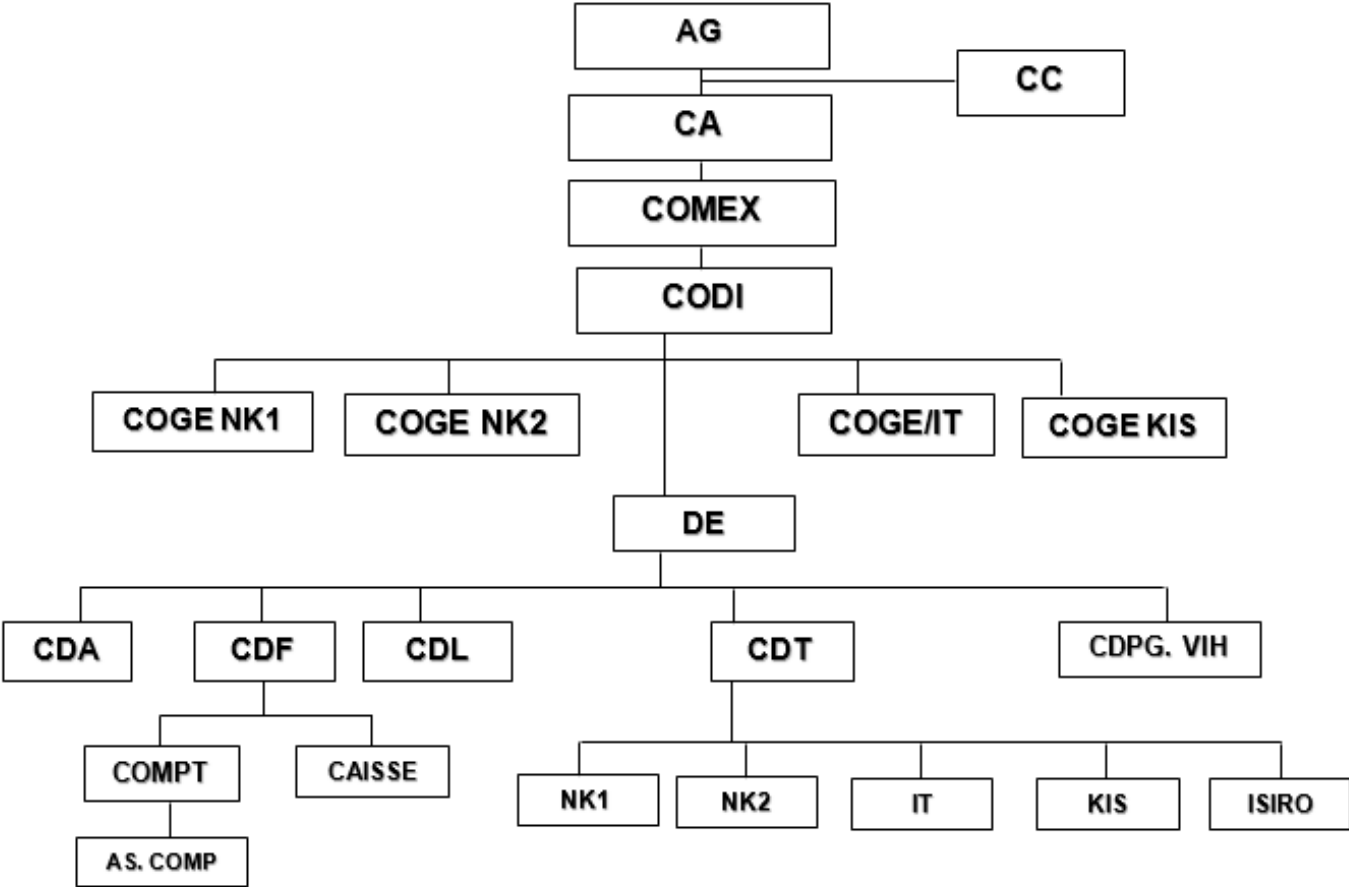 AG
CC
CA
COMEX
CODI
COGE NK1
COGE NK2
COGE/IT
COGE KIS
DE
CDA
CDF
CDL
CDT
CDPG. VIH
COMPT
CAISSE
NK1
NK2
IT
KIS
ISIRO
AS. COMP